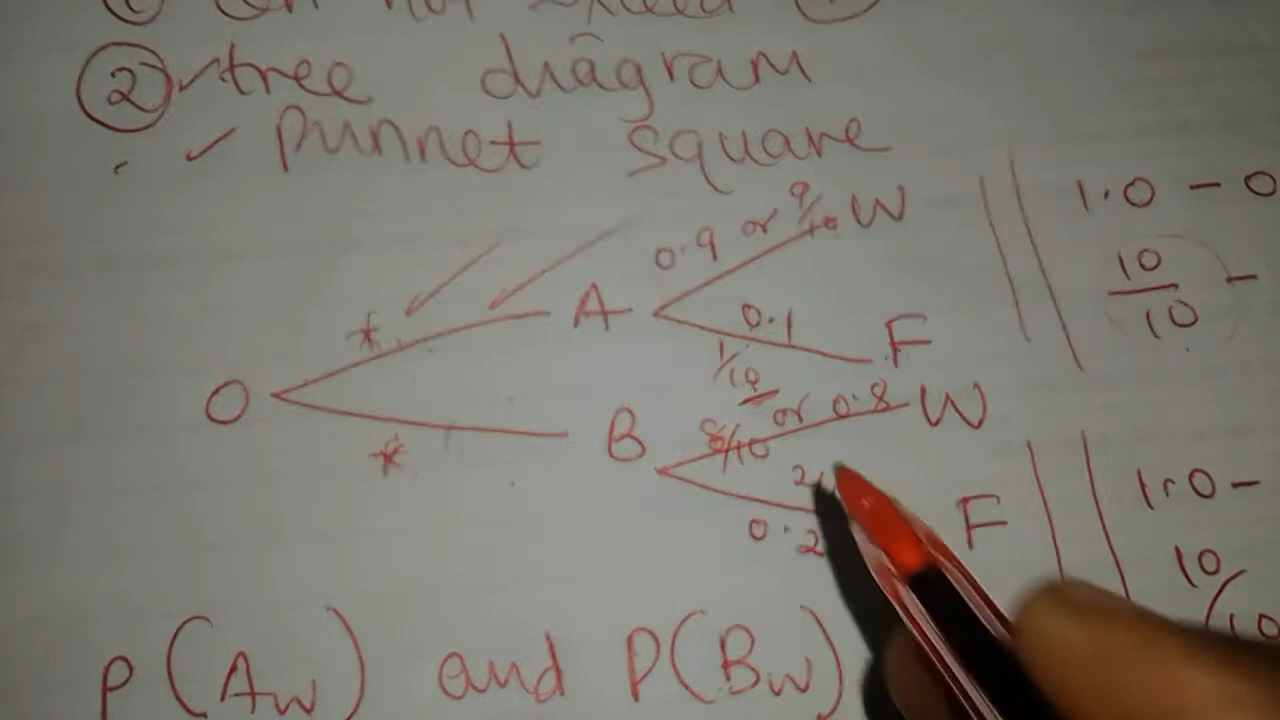 ② tree diagram
Punnet square
0.9 or 9/10 W
1.0 - 0
10/10 -
A
0.1 F
1/10
O
8/10 or 0.8 W
B
2
0.2 F
1.0 -
10/10
P(Aw) and P(Bw)